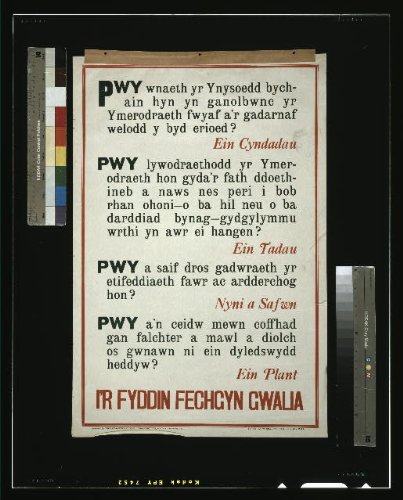 PWY wnaeth yr Ynysoedd bych-
ain hyn yn ganolbwnc yr
Ymerodraeth fwyaf a'r gadarnaf
welodd y byd erioed?
Ein Cyndadau
PWY lywodraethodd yr Ymer-
odraeth hon gyda'r fath ddoeth-
ineb a naws nes peri i bob
rhan ohoni—o ba hil neu o ba
darddiad bynag—gydgylymmu
wrthi yn awr ei hangen?
Ein Tadau
PWY a saif dros gadwraeth yr
etifeddiaeth fawr ac ardderchog
hon?
Nyni a Safwn
PWY a'n ceidw mewn coffhad
gan falchter a mawl a diolch
os gwnawn ni ein dyledswydd
heddyw?
Ein Plant
I'R FYDDIN FECHGYN GWALIA
Kodak EPY 7452